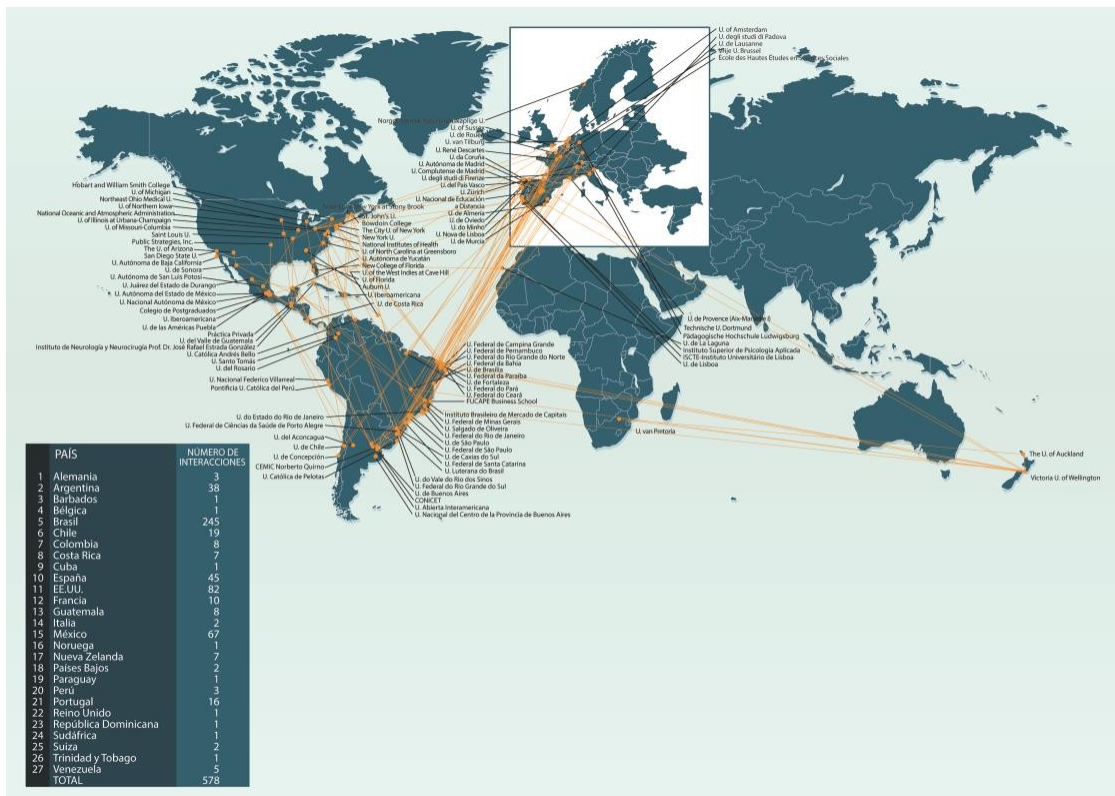 U. of Amsterdam
U. degli studi di Padova
U. de Lausanne
Vrije U. Brussel
École des Hautes Études en Sciences Sociales
U. of Sussex
U. de Rouen
U. van Tilburg
U. René Descartes
U. da Coruña
U. Autónoma de Madrid
U. Complutense de Madrid
U. degli studi di Firenze
U. del País Vasco
U. Zürich
U. Nacional de Educación
a Distancia
U. de Almería
U. de Oviedo
U. do Minho
U. Nova de Lisboa
U. de Murcia
Hobart and William Smith College
U. of Michigan
Northeast Ohio Medical U.
U. of Northern Iowa
National Oceanic and Atmospheric Administration
U. of Illinois at Urbana-Champaign
U. of Missouri-Columbia
Saint Louis U.
Public Strategies, Inc.
The U. of Arizona
San Diego State U.
U. Autónoma de Baja California
U. de Sonora
U. Autónoma de San Luis Potosí
U. Juárez del Estado de Durango
U. Autónoma del Estado de México
U. Nacional Autónoma de México
Colegio de Postgraduados
U. Iberoamericana
U. de las Américas Puebla
Práctica Privada
U. del Valle de Guatemala
Instituto de Neurología y Neurocirugía Prof. Dr. José Rafael Estrada González
U. Católica Andrés Bello
U. Santo Tomás
U. del Rosario
U. Nacional Federico Villarreal
Pontificia U. Católica del Perú
York at Stony Brook
St. John's U.
Bowdoin College
The City U. of New York
New York U.
National Institutes of Health
U. of North Carolina at Greensboro
U. Autónoma de Yucatán
New College of Florida
U. of the West Indies at Cave Hill
U. of Florida
Auburn U.
U. Iberoamericana
U. de Costa Rica
U. de Provence (Aix-Marseille I)
Technische U. Dortmund
Pädagogische Hochschule Ludwigsburg
U. de La Laguna
Instituto Superior de Psicologia Aplicada
ISCTE-Instituto Universitário de Lisboa
U. de Lisboa
U. Federal de Campina Grande
U. Federal de Pernambuco
U. Federal do Rio Grande do Norte
U. Federal da Bahia
U. de Brasília
U. Federal da Paraíba
U. de Fortaleza
U. Federal do Pará
U. Federal do Ceará
FUCAPE Business School
Instituto Brasileiro de Mercado de Capitais
U. Federal de Minas Gerais
U. Salgado de Oliveira
U. Federal do Rio de Janeiro
U. de São Paulo
U. Federal de São Paulo
U. de Caxias do Sul
U. Federal de Santa Catarina
U. Luterana do Brasil
U. do Vale do Rio dos Sinos
U. Federal do Rio Grande do Sul
U. de Buenos Aires
CONICET
U. Abierta Interamericana
U. Nacional del Centro de la Provincia de Buenos Aires
U. do Estado do Rio de Janeiro
U. Federal de Ciências da Saúde de Porto Alegre
U. del Aconcagua
U. de Chile
U. de Concepción
CEMIC Norberto Quirno
U. Católica de Pelotas
U. van Pretoria
The U. of Auckland
Victoria U. of Wellington
PAÍS NÚMERO DE
INTERACCIONES
1 Alemania 3
2 Argentina 38
3 Barbados 1
4 Bélgica 1
5 Brasil 245
6 Chile 19
7 Colombia 8
8 Costa Rica 7
9 Cuba 1
10 España 45
11 EE.UU. 82
12 Francia 10
13 Guatemala 8
14 Italia 2
15 México 67
16 Noruega 1
17 Nueva Zelanda 7
18 Países Bajos 2
19 Paraguay 1
20 Perú 3
21 Portugal 16
22 Reino Unido 1
23 República Dominicana 1
24 Sudáfrica 1
25 Suiza 2
26 Trinidad y Tobago 1
27 Venezuela 5
TOTAL 578